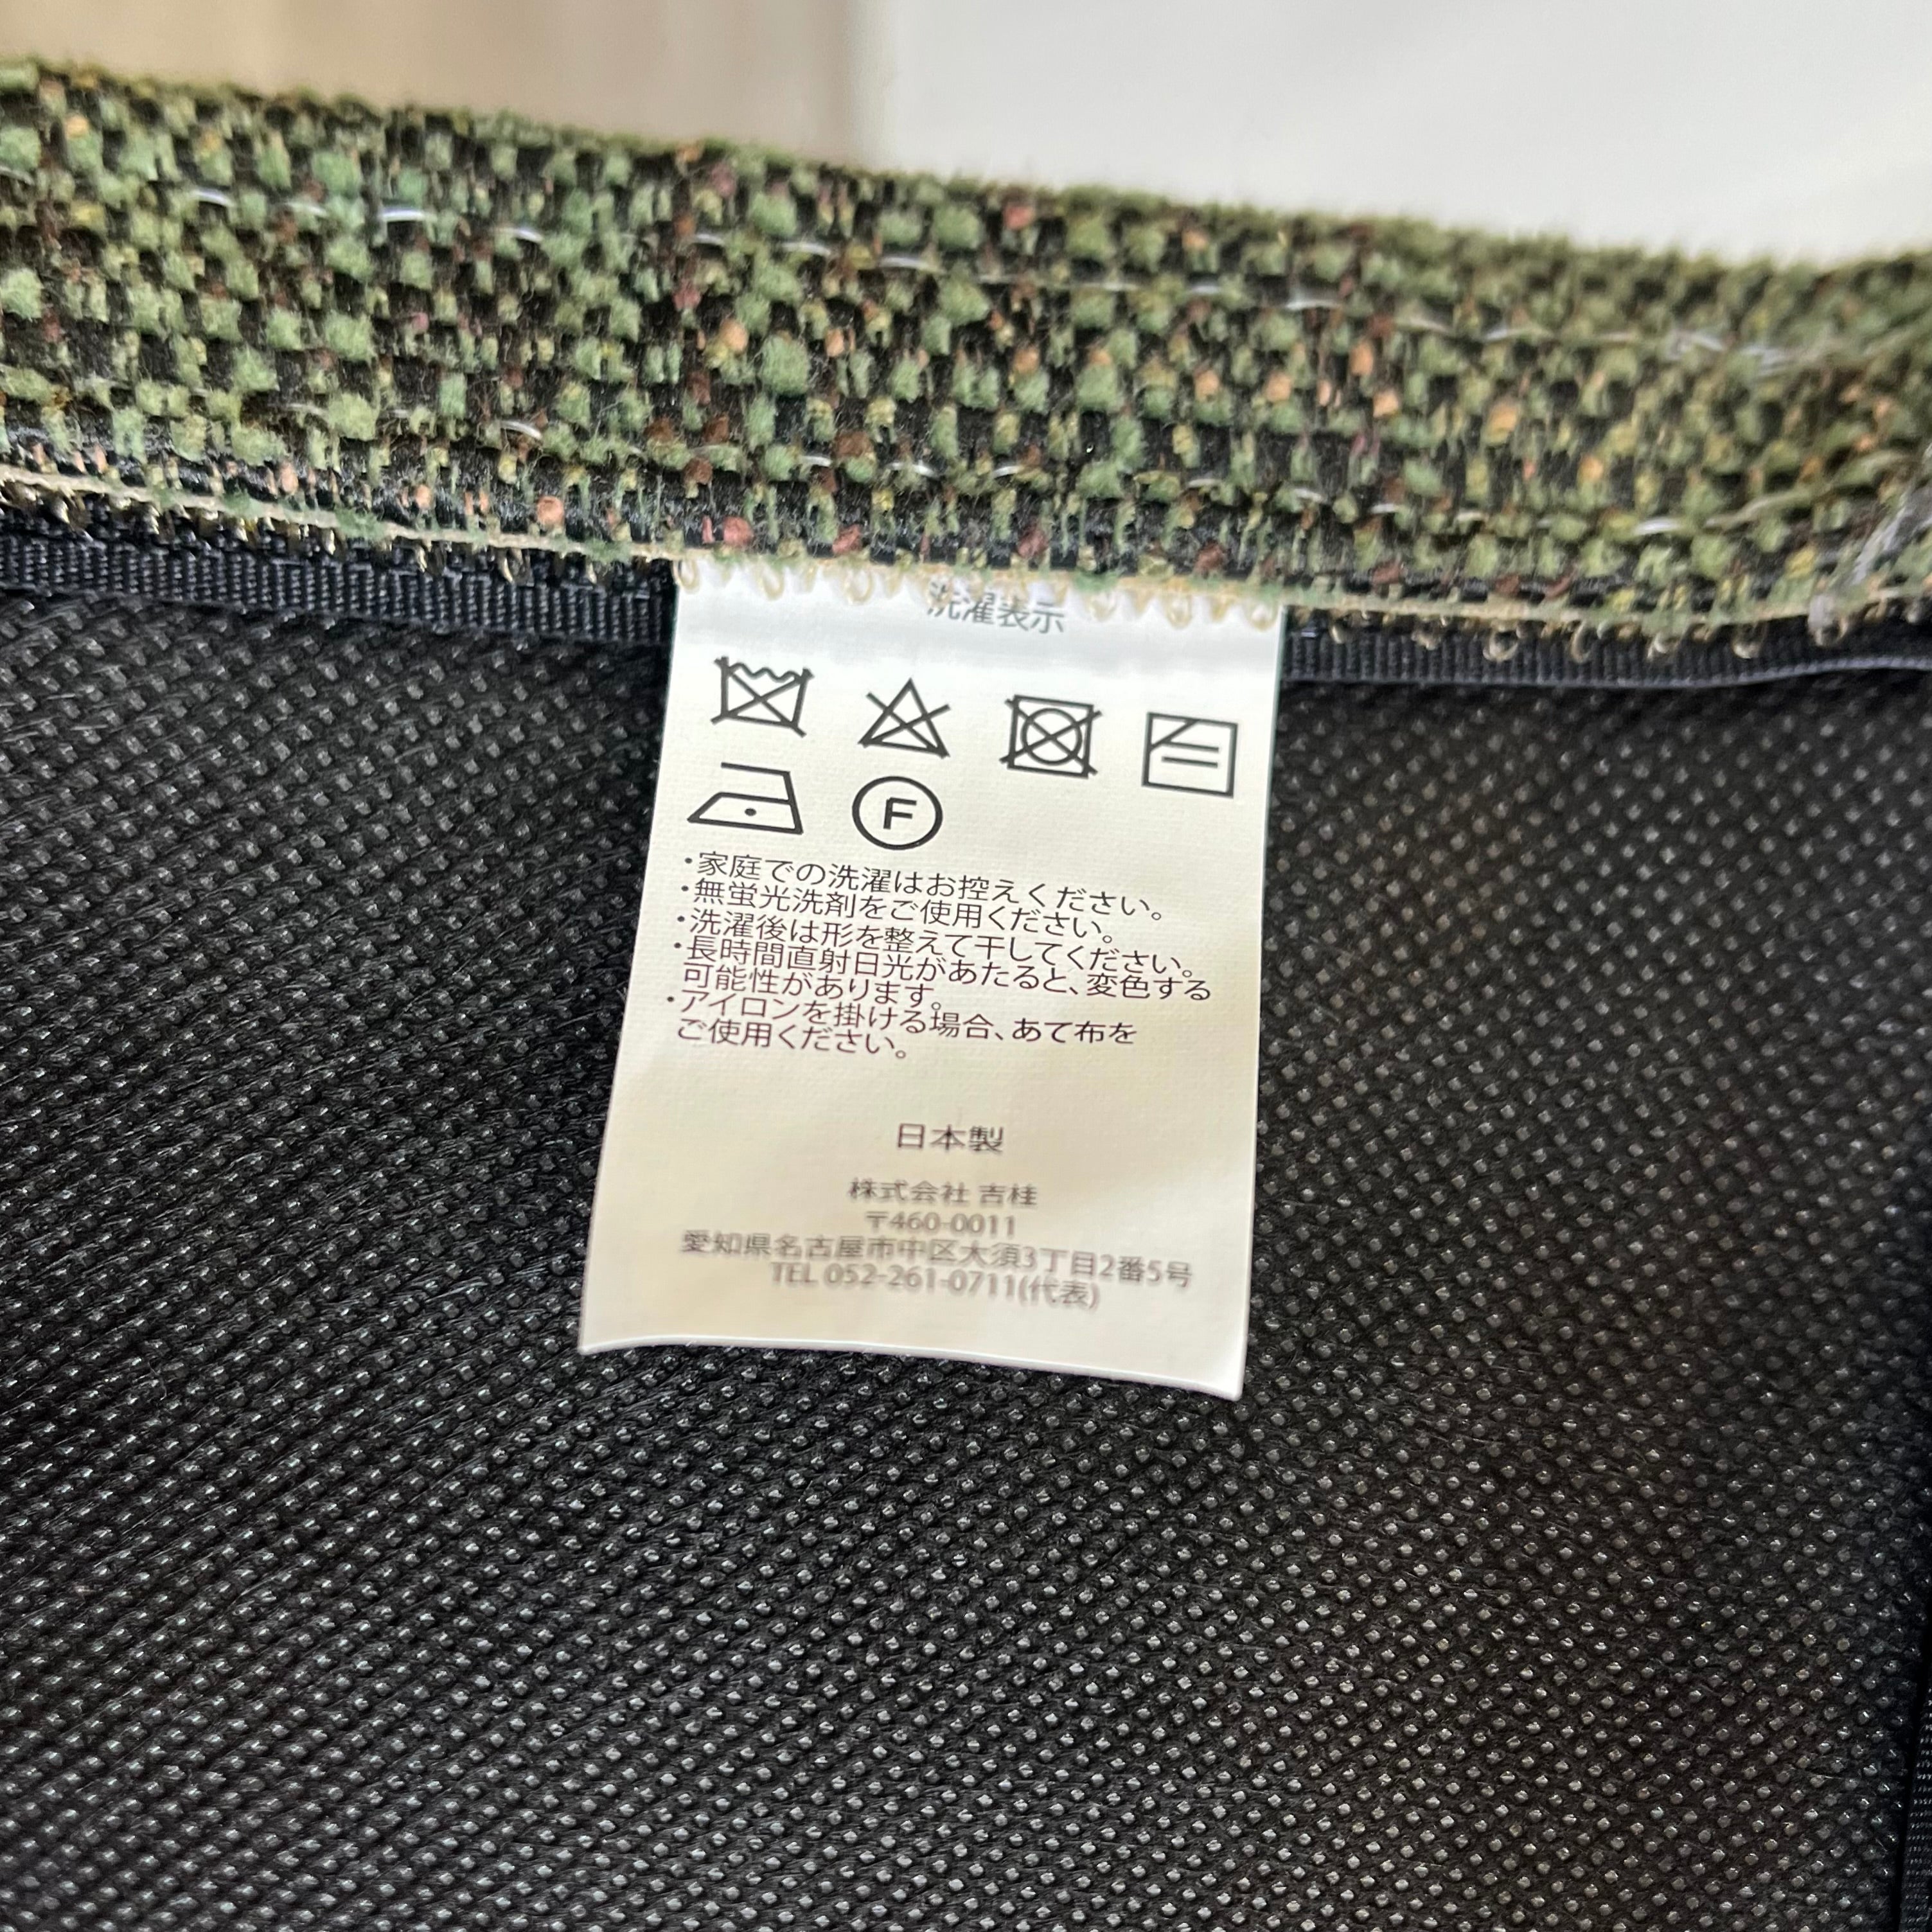 洗濯表示
F
・家庭での洗濯はお控えください。
・無蛍光洗剤をご使用ください。
・洗濯後は形を整えて干してください。
・長時間直射日光があたると、変色する
可能性があります。
・アイロンを掛ける場合、あて布を
ご使用ください。
日本製
株式会社 吉桂
〒460-0011
愛知県名古屋市中区大須3丁目2番5号
TEL 052-261-0711(代表)